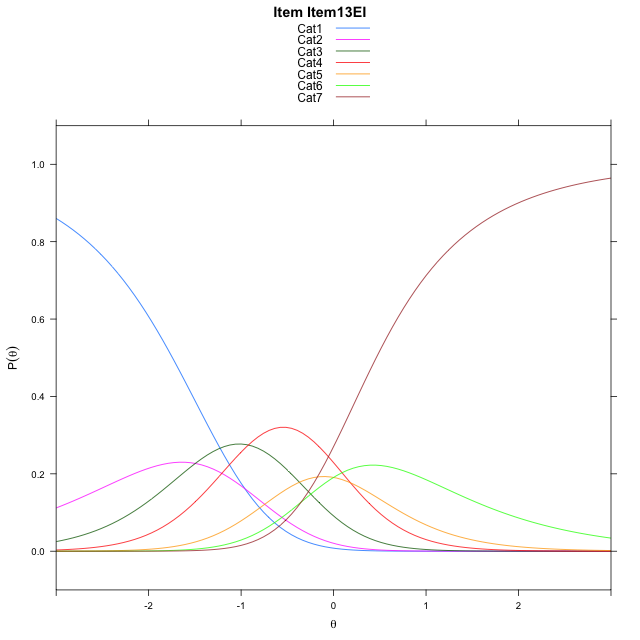 Item Item13EI
Cat1
Cat2
Cat3
Cat4
Cat5
Cat6
Cat7
1.0
0.8
0.6
0.4
0.2
0.0
P(θ)
-2 -1 0 1 2
θ